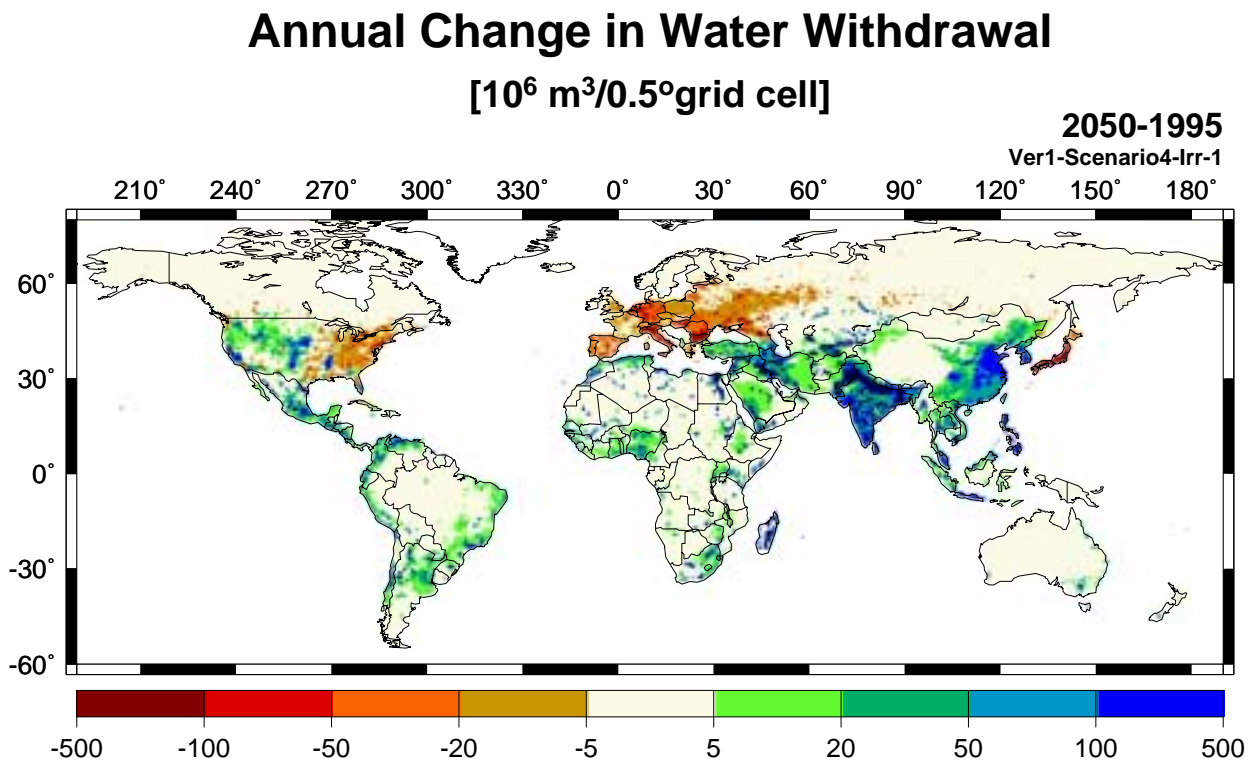 Annual Change in Water Withdrawal
[10⁶ m³/0.5°grid cell]
2050-1995
Ver1-Scenario4-Irr-1
210˚ 240˚ 270˚ 300˚ 330˚ 0˚ 30˚ 60˚ 90˚ 120˚ 150˚ 180˚
60˚
30˚
0˚
-30˚
-60˚
-500 -100 -50 -20 -5 5 20 50 100 500